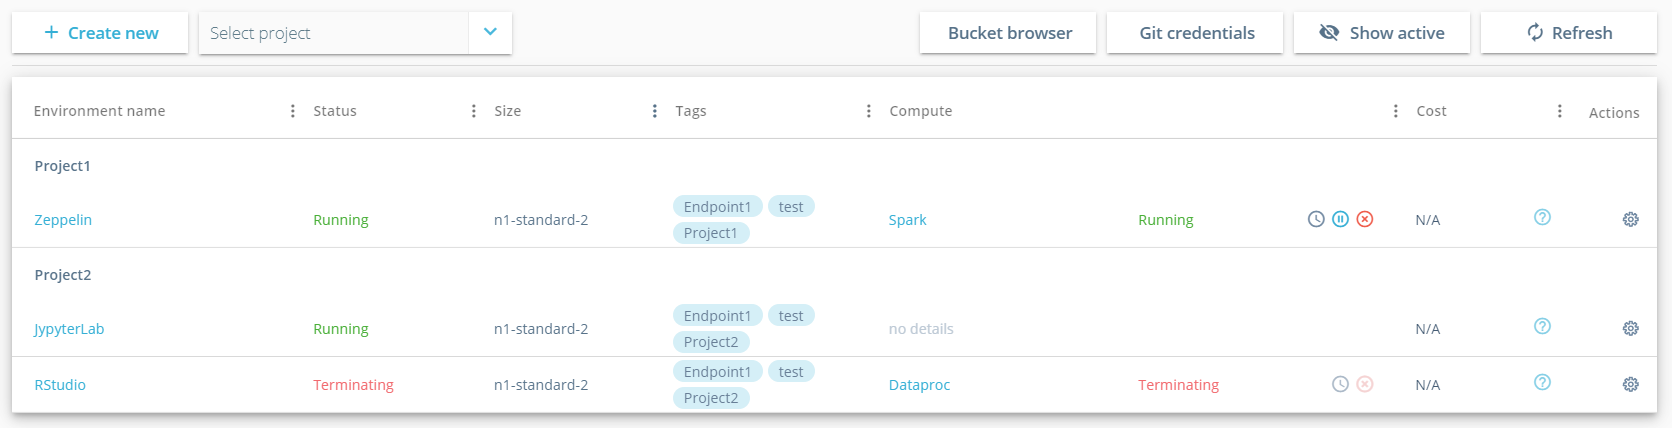 + Create new Select project Bucket browser Git credentials Show active Refresh
Environment name Status Size Tags Compute Cost Actions
Project1
Zeppelin Running n1-standard-2 Endpoint1 test Spark Running N/A
Project1
Project2
JypyterLab Running n1-standard-2 Endpoint1 test no details N/A
Project2
RStudio Terminating n1-standard-2 Endpoint1 test Dataproc Terminating N/A
Project2